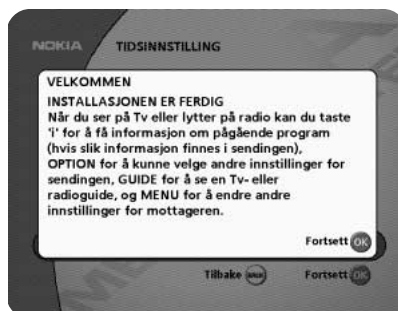 NOKIA TIDSINNSTILLING
VELKOMMEN
INSTALLASJONEN ER FERDIG
Når du ser på Tv eller lytter på radio kan du taste
'i' for å få informasjon om pågående program
(hvis slik informasjon finnes i sendingen),
OPTION for å kunne velge andre innstillinger for
sendingen, GUIDE for å se en Tv- eller
radioguide, og MENU for å endre andre
innstillinger for mottageren.
Fortsett OK
Tilbake Fortsett OK